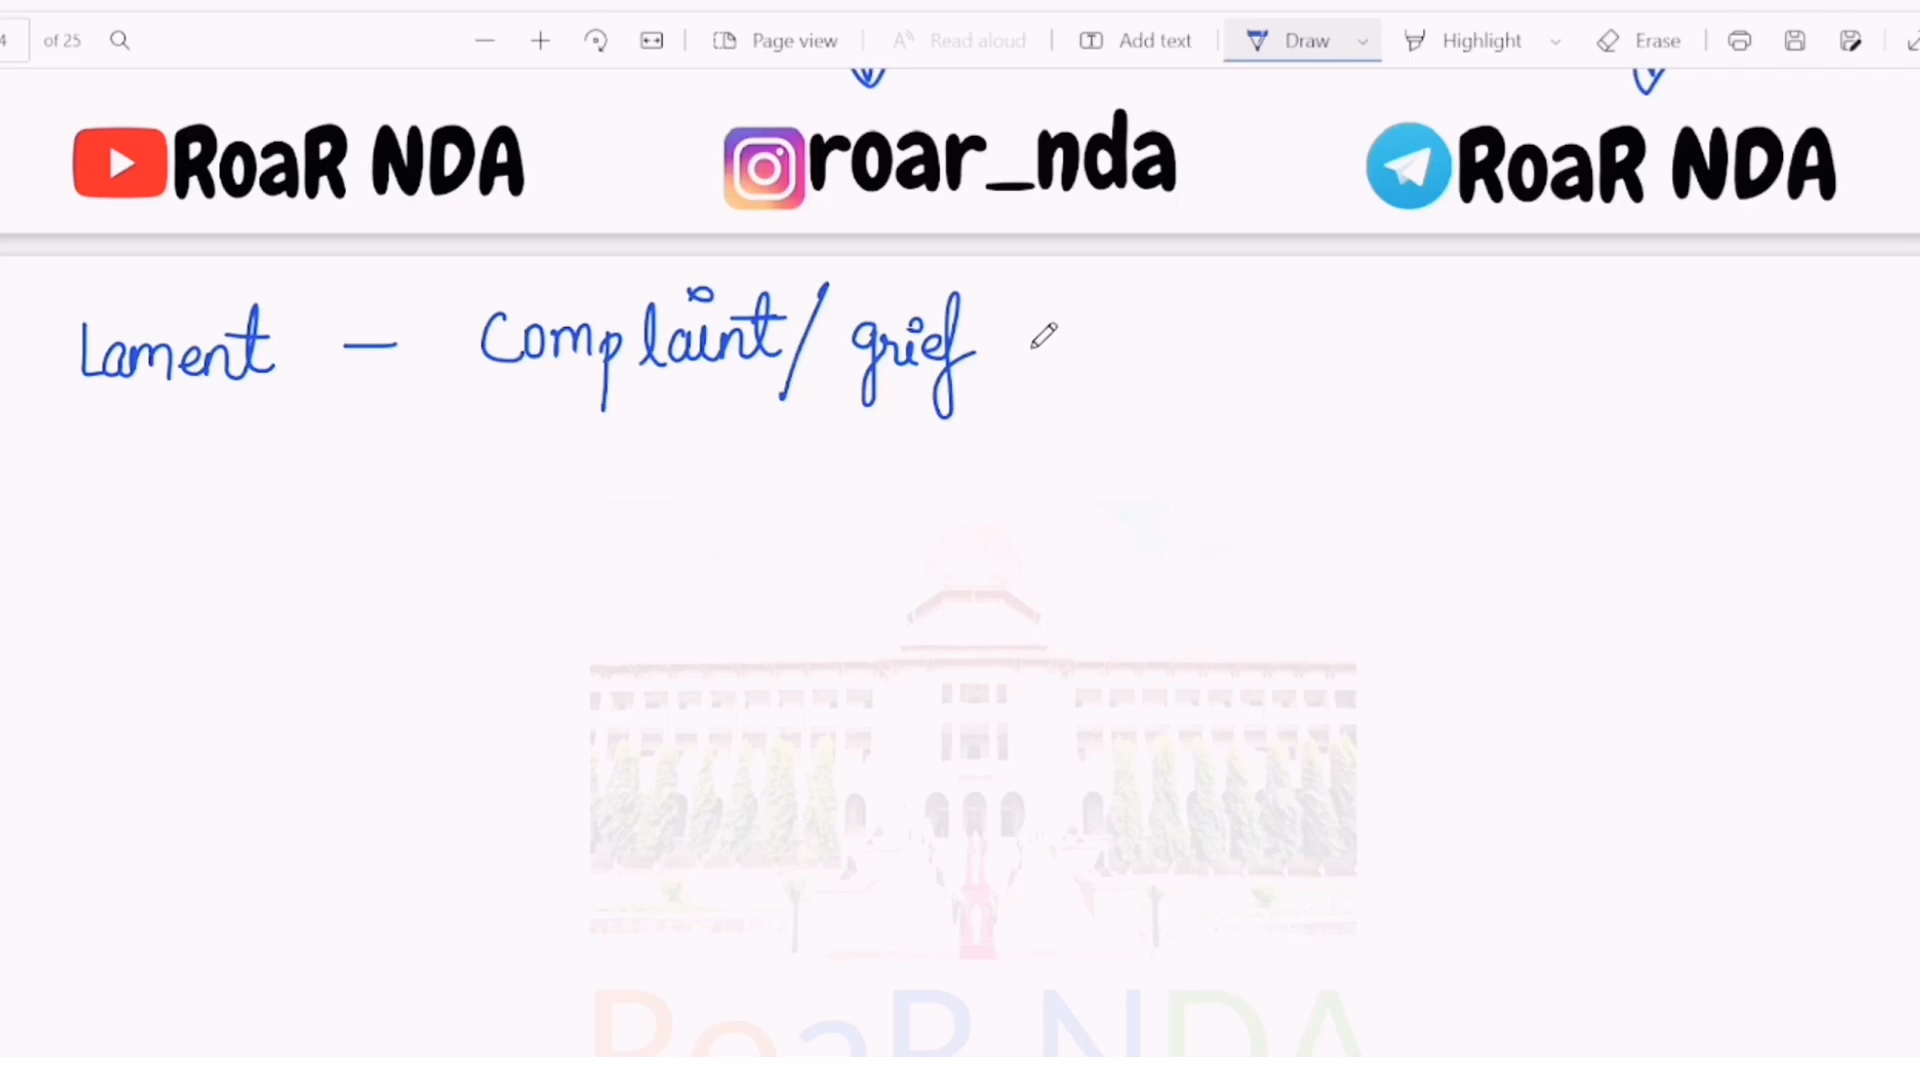 4 of 25 Page view Read aloud Add text Draw Highlight Erase
RoaR NDA roar_nda RoaR NDA
Lament — Complaint/ grief
RoaR NDA